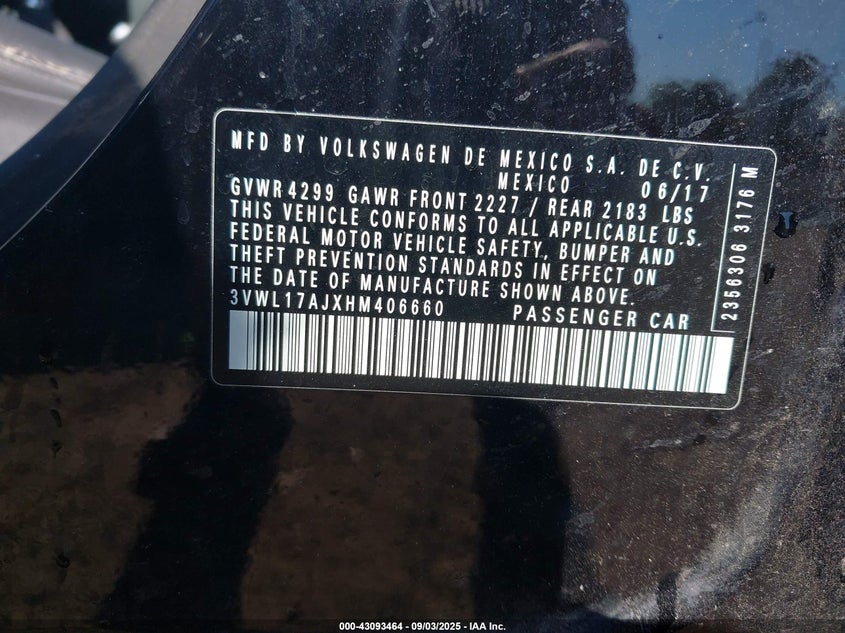 MFD BY VOLKSWAGEN DE MEXICO S.A. DE C.V.
MEXICO 06/17
GVWR 4299 GAWR FRONT 2227 / REAR 2183 LBS
THIS VEHICLE CONFORMS TO ALL APPLICABLE U.S.
FEDERAL MOTOR VEHICLE SAFETY, BUMPER AND
THEFT PREVENTION STANDARDS IN EFFECT ON
THE DATE OF MANUFACTURE SHOWN ABOVE.
3VWL17AJXHM406660 PASSENGER CAR
2356306 3176 M
000-43093464 - 09/03/2025 - IAA Inc.